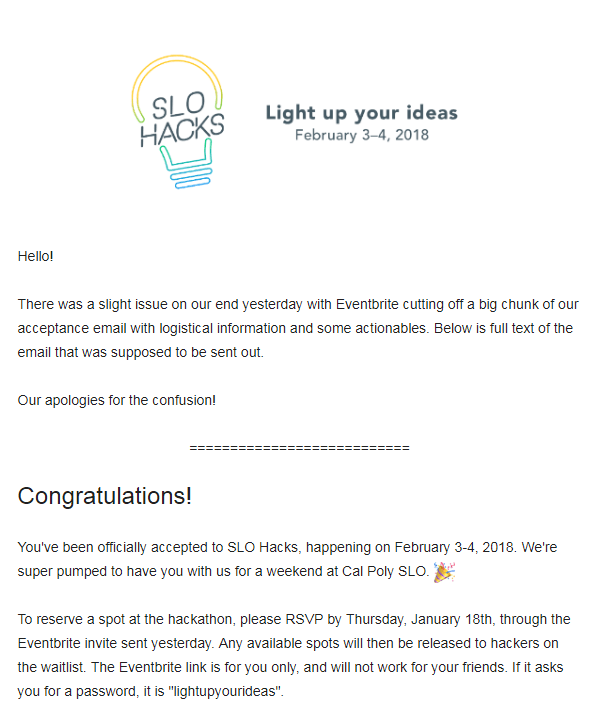 SLO
HACKS
Light up your ideas
February 3–4, 2018
Hello!
There was a slight issue on our end yesterday with Eventbrite cutting off a big chunk of our
acceptance email with logistical information and some actionables. Below is full text of the
email that was supposed to be sent out.
Our apologies for the confusion!
===========================
Congratulations!
You've been officially accepted to SLO Hacks, happening on February 3-4, 2018. We're
super pumped to have you with us for a weekend at Cal Poly SLO. 🎉
To reserve a spot at the hackathon, please RSVP by Thursday, January 18th, through the
Eventbrite invite sent yesterday. Any available spots will then be released to hackers on
the waitlist. The Eventbrite link is for you only, and will not work for your friends. If it asks
you for a password, it is "lightupyourideas".